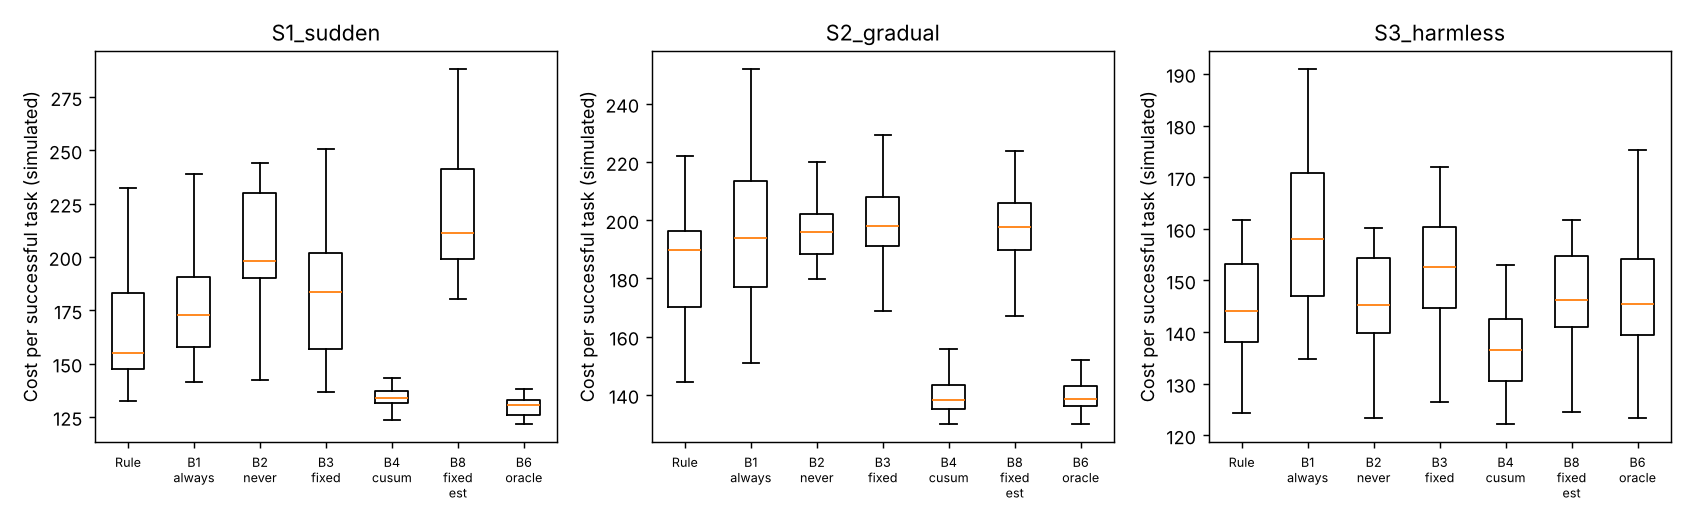 S1_sudden
Cost per successful task (simulated)
275
250
225
200
175
150
125
Rule
B1
always
B2
never
B3
fixed
B4
cusum
B8
fixed
est
B6
oracle
S2_gradual
Cost per successful task (simulated)
240
220
200
180
160
140
Rule
B1
always
B2
never
B3
fixed
B4
cusum
B8
fixed
est
B6
oracle
S3_harmless
Cost per successful task (simulated)
190
180
170
160
150
140
130
120
Rule
B1
always
B2
never
B3
fixed
B4
cusum
B8
fixed
est
B6
oracle